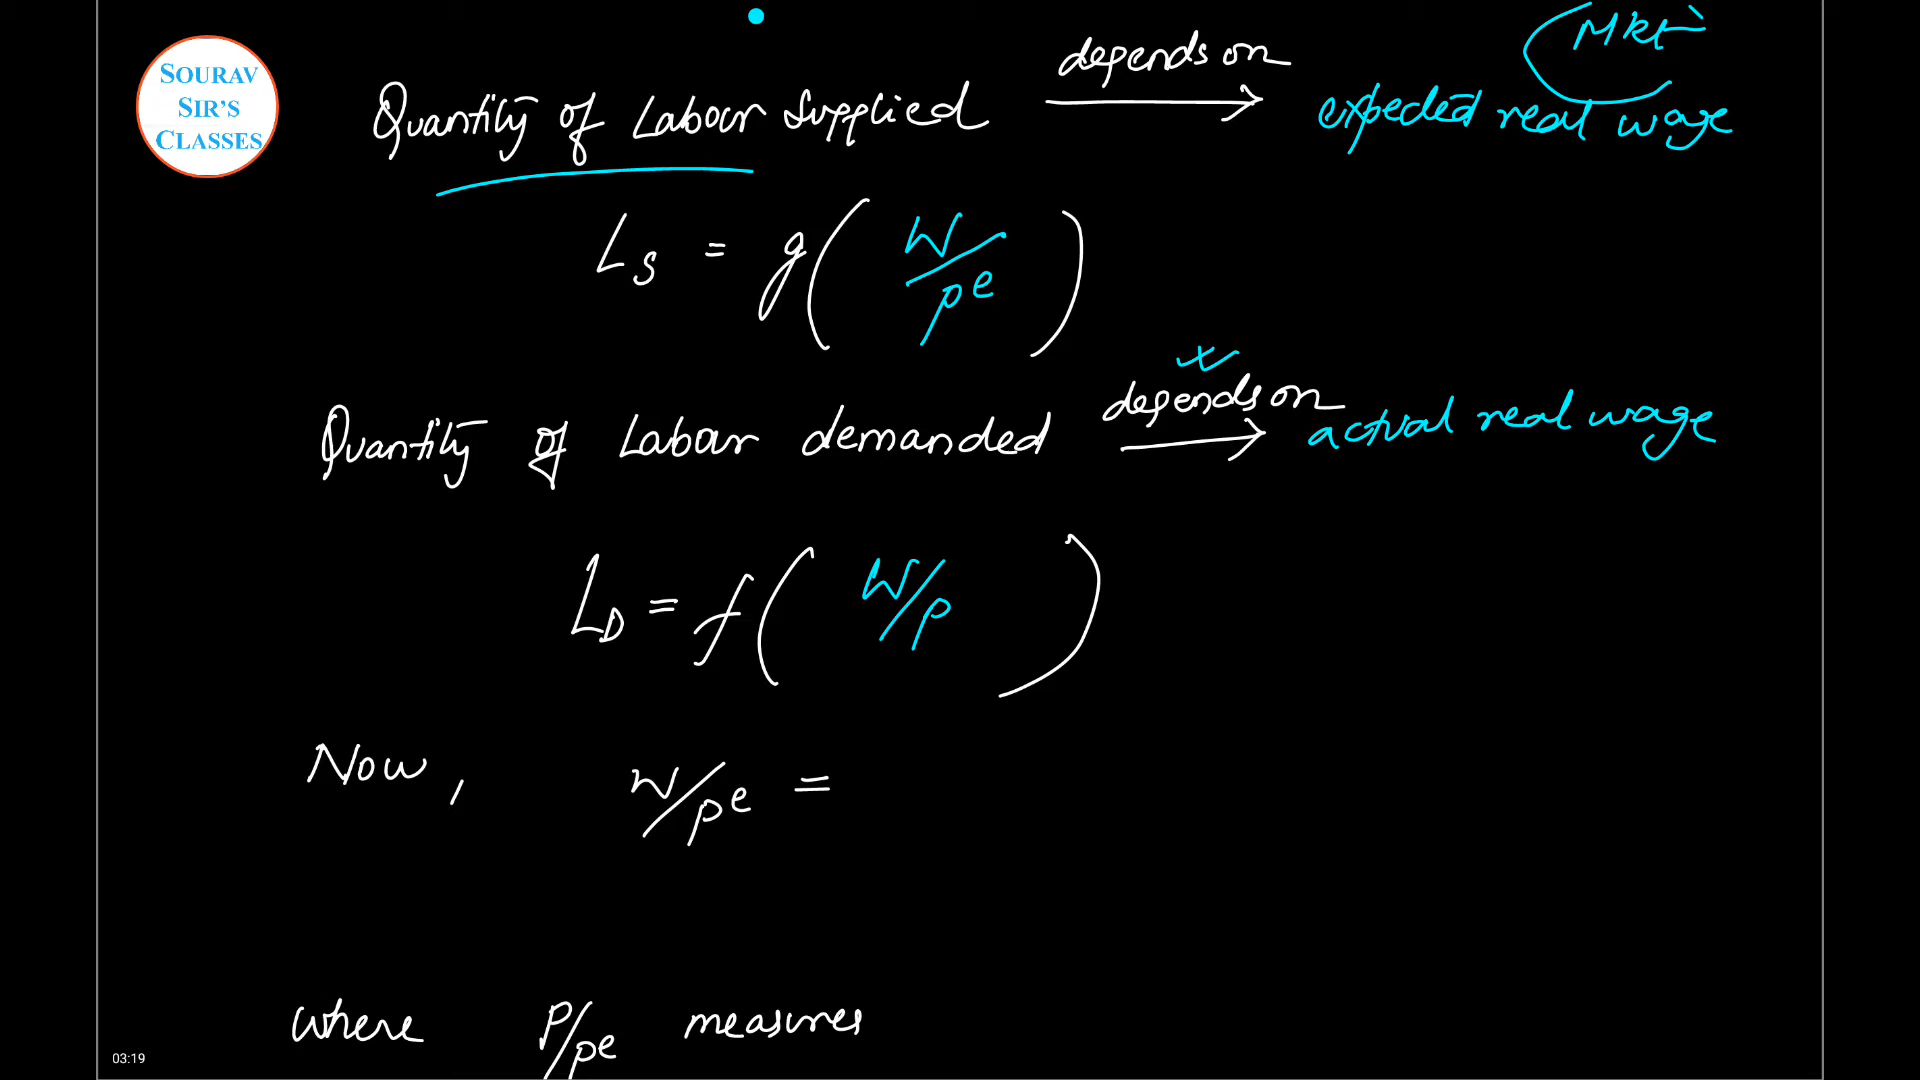 SOURAV
SIR'S
CLASSES
Mkt
Quantity of Labour Supplied depends on → expected real wage
Ls = g( W/pe )
Quantity of Labour demanded depends on → actual real wage
LD = f( W/p )
Now, W/pe =
where P/pe measures
03:19